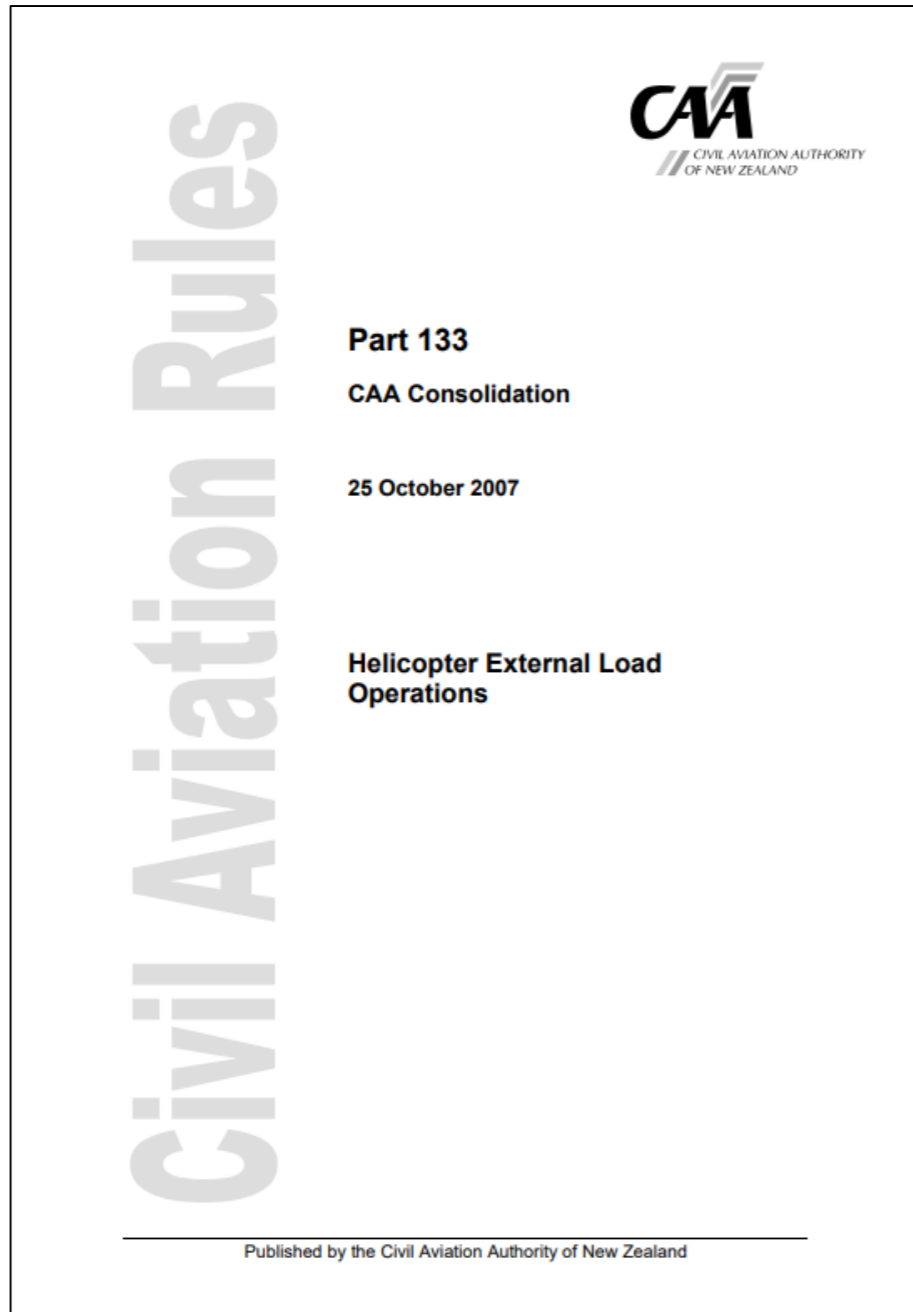 CAA
CIVIL AVIATION AUTHORITY
OF NEW ZEALAND
Civil Aviation Rules
Part 133
CAA Consolidation
25 October 2007
Helicopter External Load
Operations
Published by the Civil Aviation Authority of New Zealand